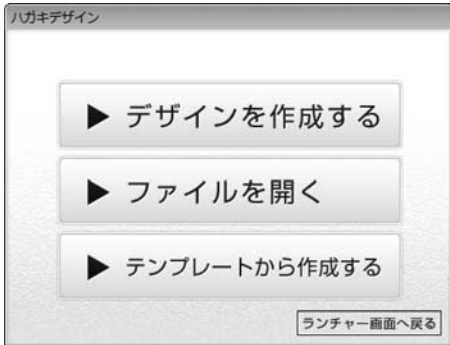 ハガキデザイン
▶ デザインを作成する
▶ ファイルを開く
▶ テンプレートから作成する
ランチャー画面へ戻る